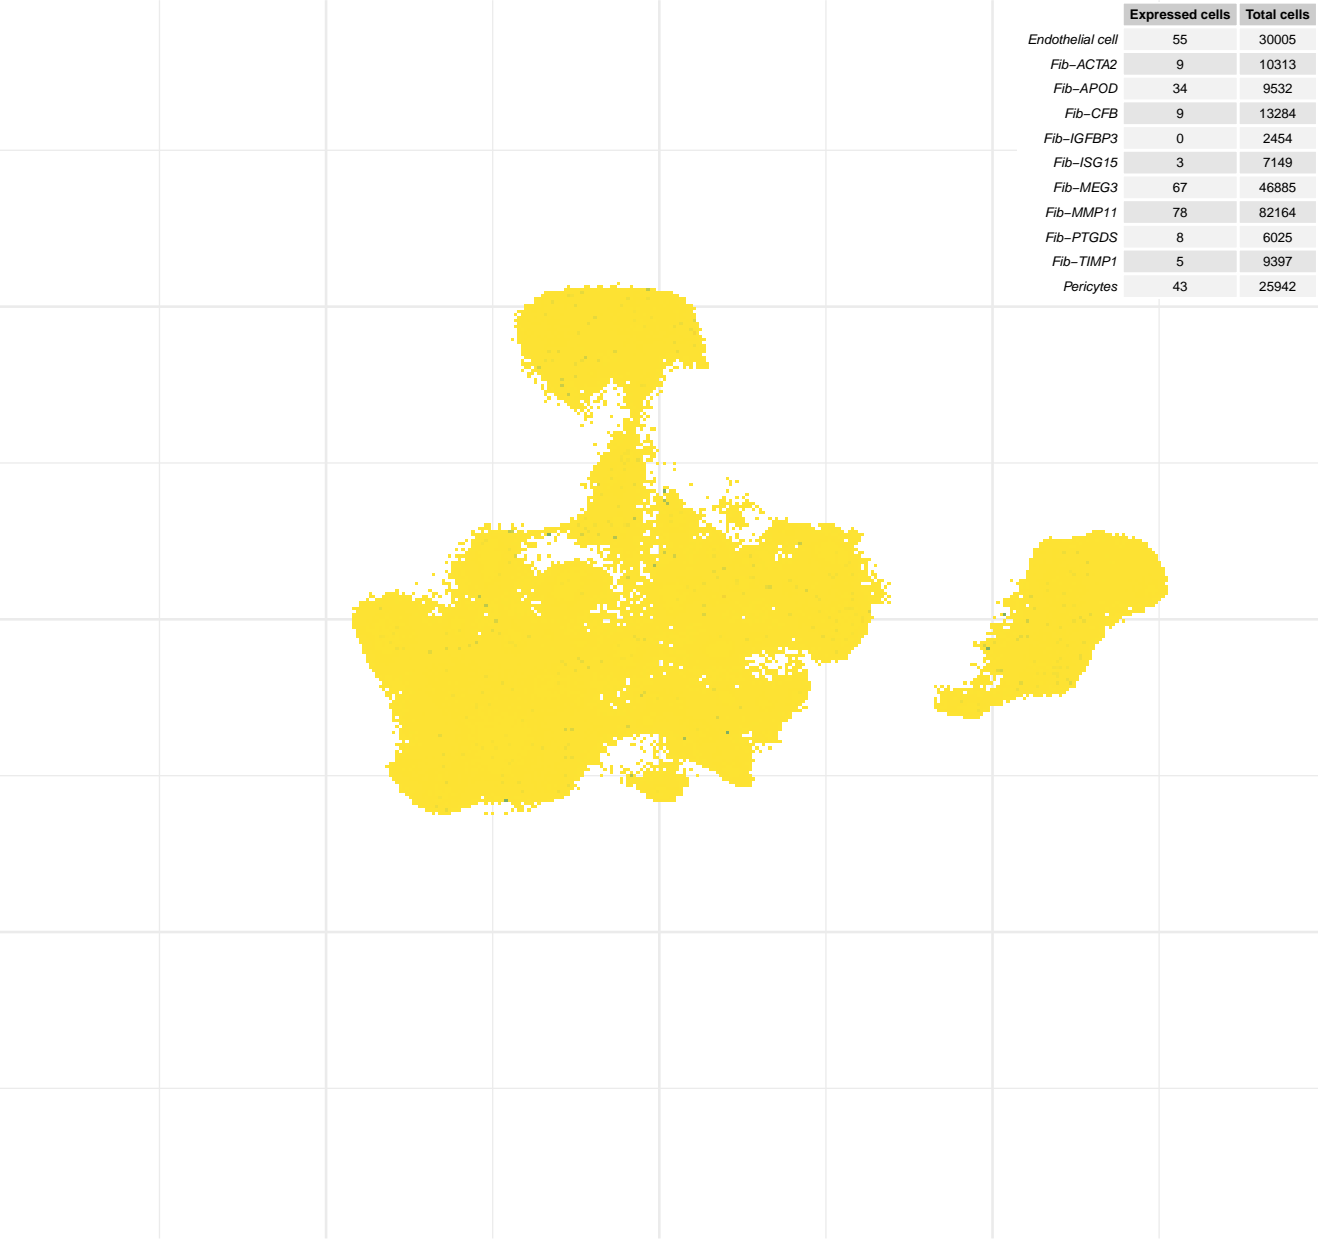 Expressed cells Total cells
Endothelial cell 55 30005
Fib−ACTA2 9 10313
Fib−APOD 34 9532
Fib−CFB 9 13284
Fib−IGFBP3 0 2454
Fib−ISG15 3 7149
Fib−MEG3 67 46885
Fib−MMP11 78 82164
Fib−PTGDS 8 6025
Fib−TIMP1 5 9397
Pericytes 43 25942